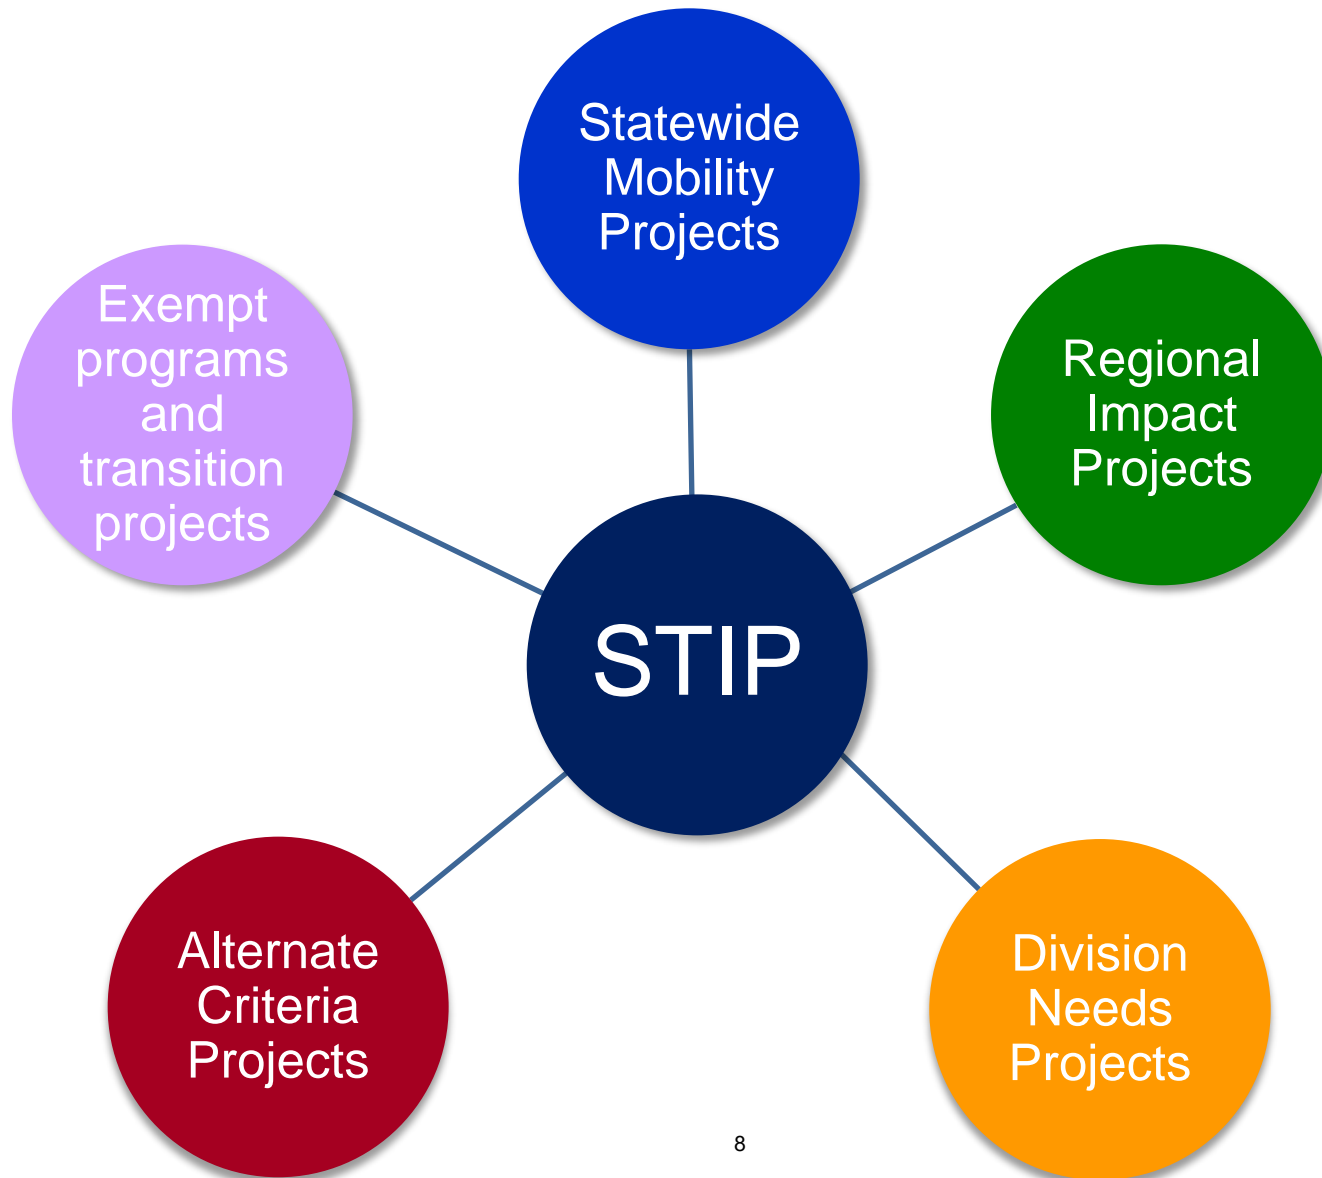 Statewide
Mobility
Projects
Regional
Impact
Projects
Exempt
programs
and
transition
projects
STIP
Alternate
Criteria
Projects
Division
Needs
Projects
8